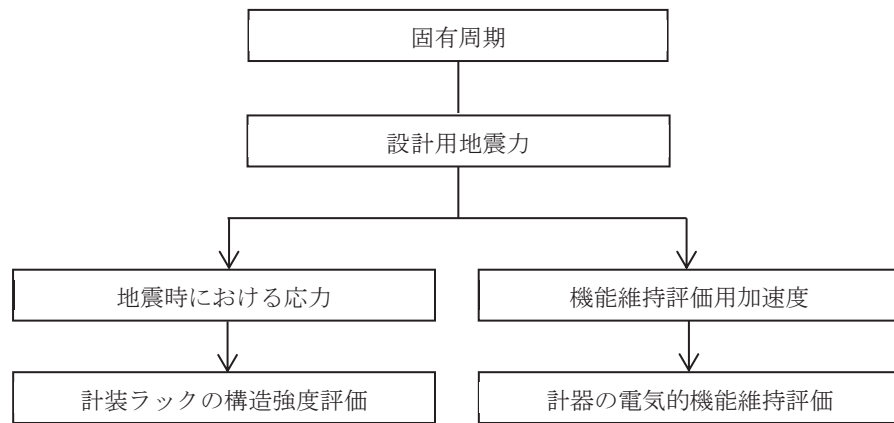 固有周期
設計用地震力
地震時における応力
機能維持評価用加速度
計装ラックの構造強度評価
計器の電気的機能維持評価